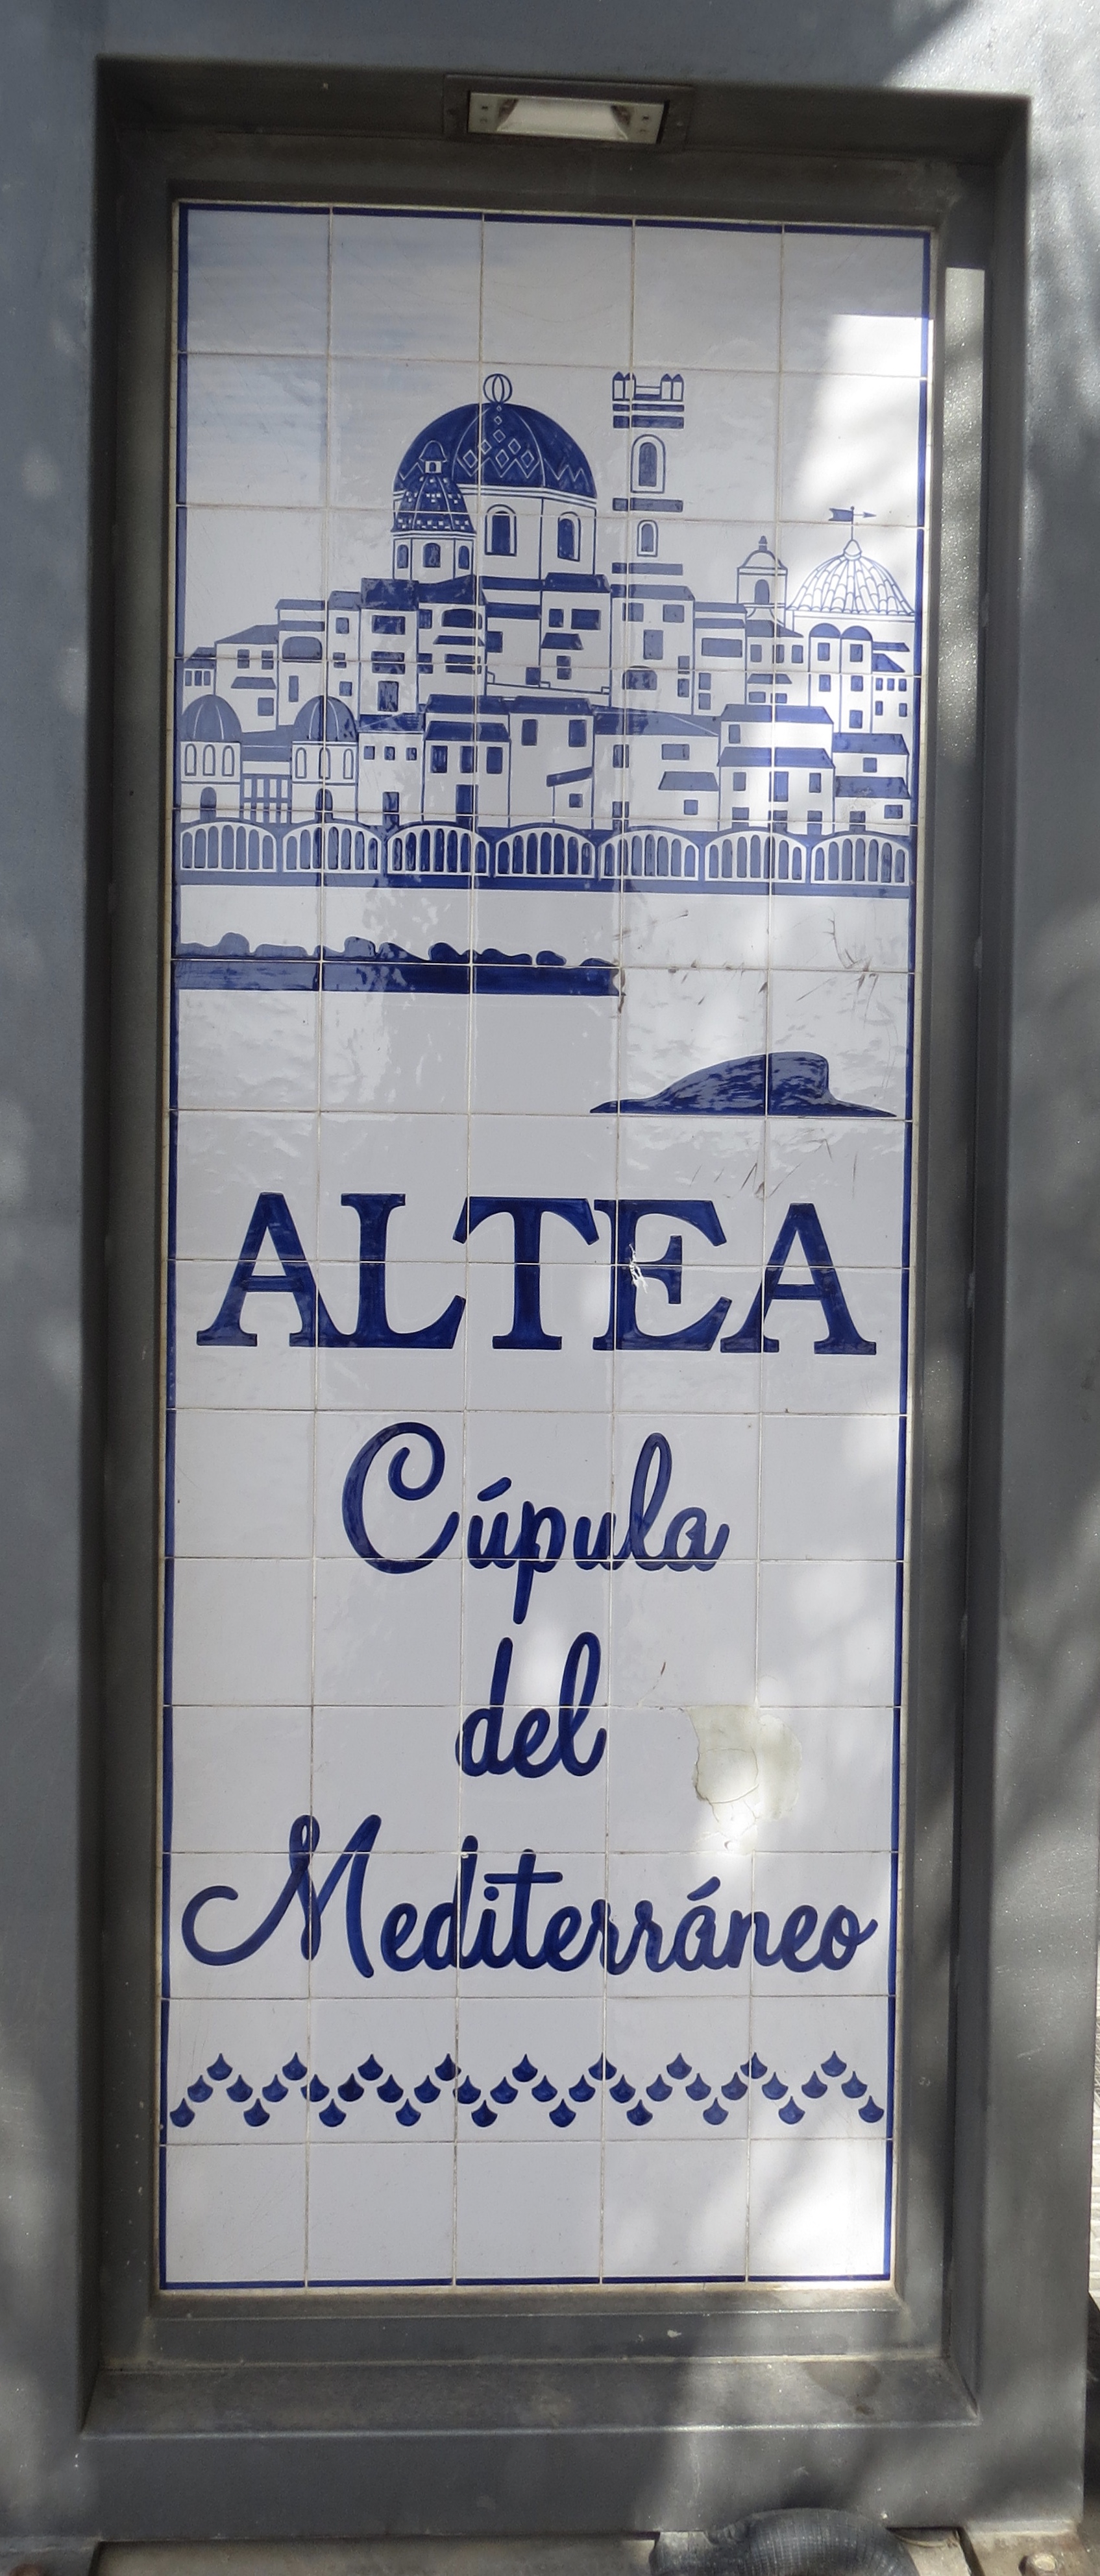 ALTEA
Cúpula
del
Mediterráneo